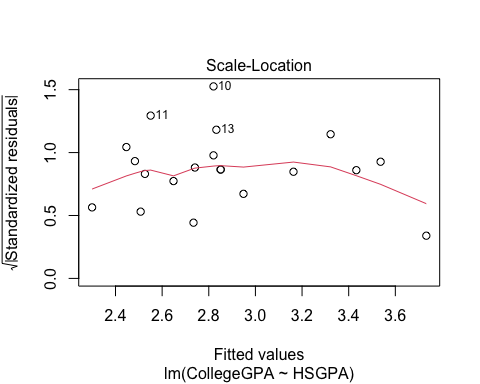 Scale-Location
√|Standardized residuals|
1.5
1.0
0.5
0.0
10
11
13
2.4 2.6 2.8 3.0 3.2 3.4 3.6
Fitted values
lm(CollegeGPA ~ HSGPA)